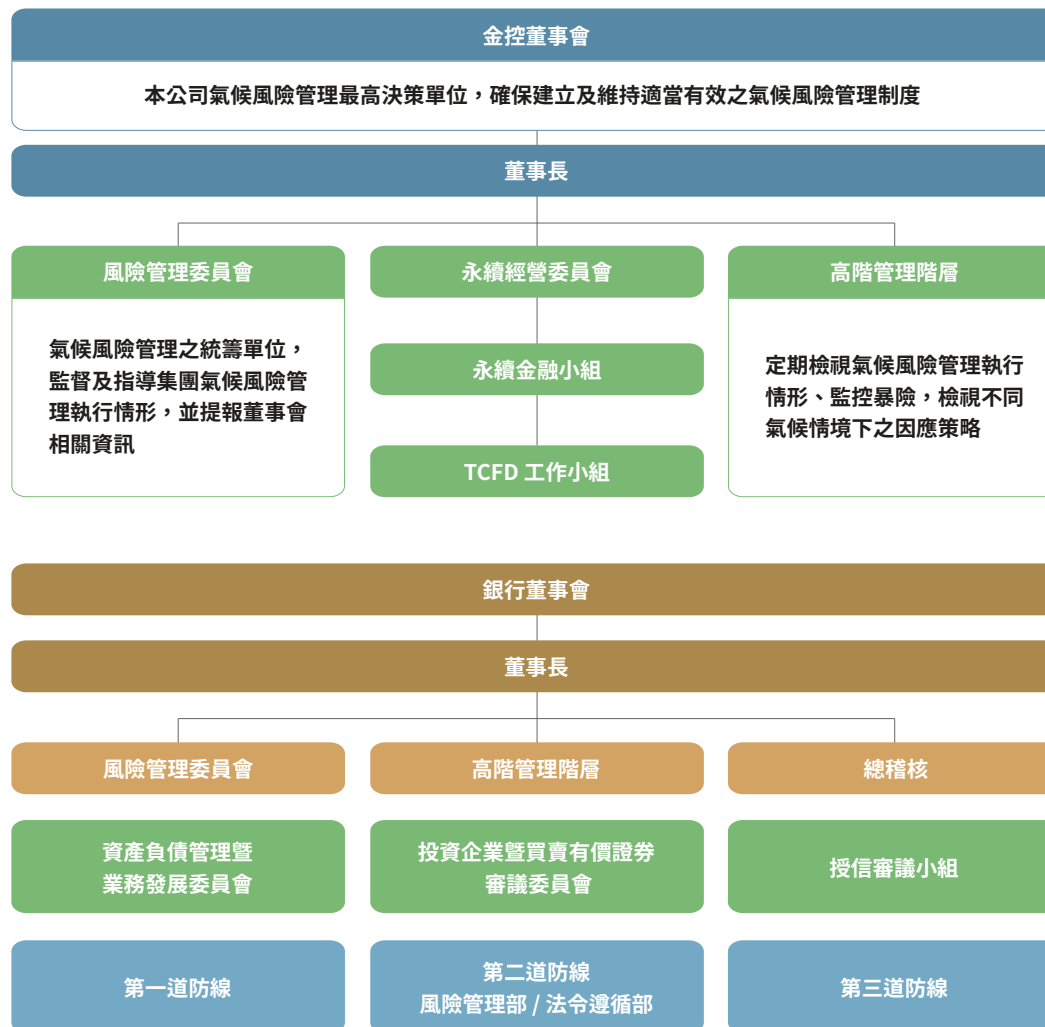 金控董事會
本公司氣候風險管理最高決策單位，確保建立及維持適當有效之氣候風險管理制度
董事長
風險管理委員會
氣候風險管理之統籌單位，
監督及指導集團氣候風險管
理執行情形，並提報董事會
相關資訊
永續經營委員會
永續金融小組
TCFD 工作小組
高階管理階層
定期檢視氣候風險管理執行
情形、監控暴險，檢視不同
氣候情境下之因應策略
銀行董事會
董事長
風險管理委員會
高階管理階層
總稽核
資產負債管理暨
業務發展委員會
投資企業暨買賣有價證券
審議委員會
授信審議小組
第一道防線
第二道防線
風險管理部 / 法令遵循部
第三道防線